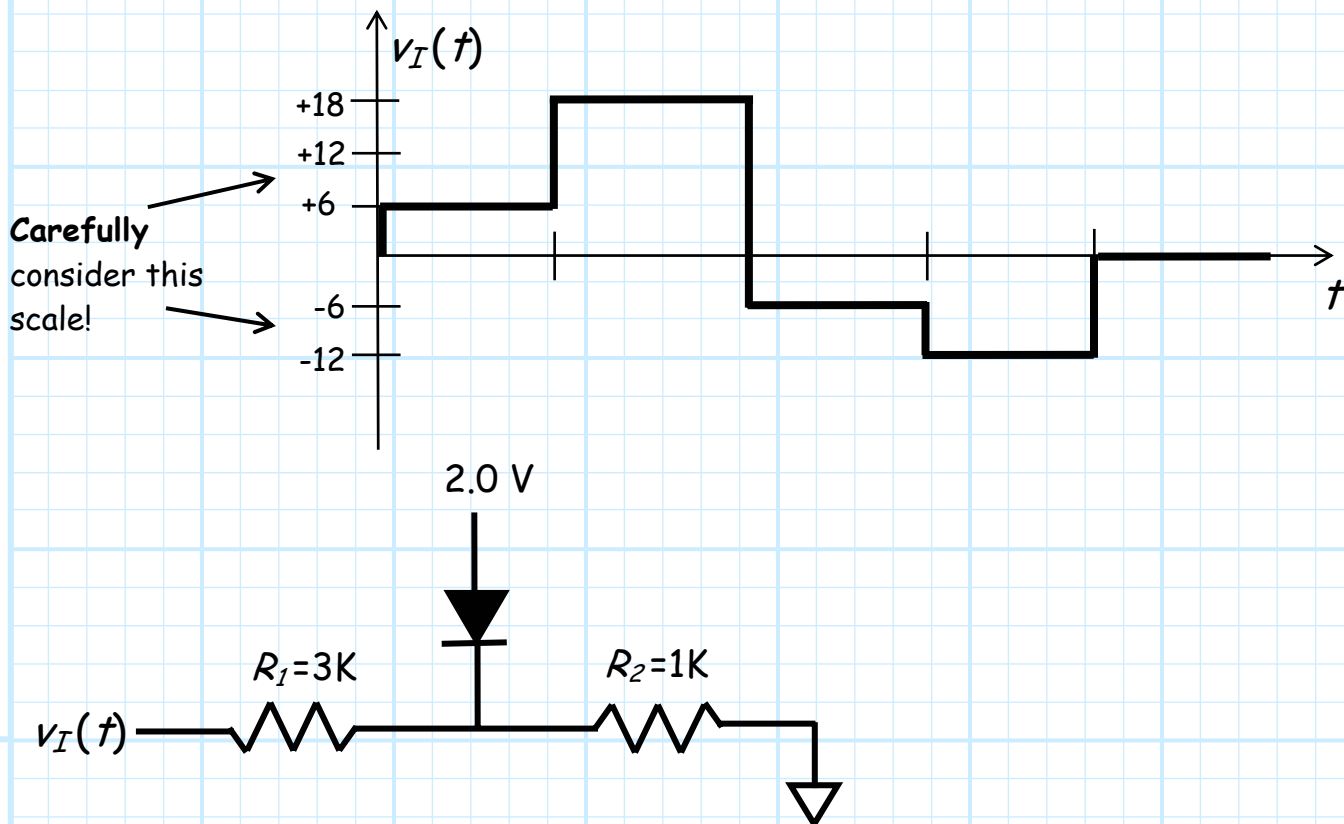 v_I(t)
+18
+12
+6
Carefully
consider this
scale!
-6
-12
t
2.0 V
R_1=3K
R_2=1K
v_I(t)